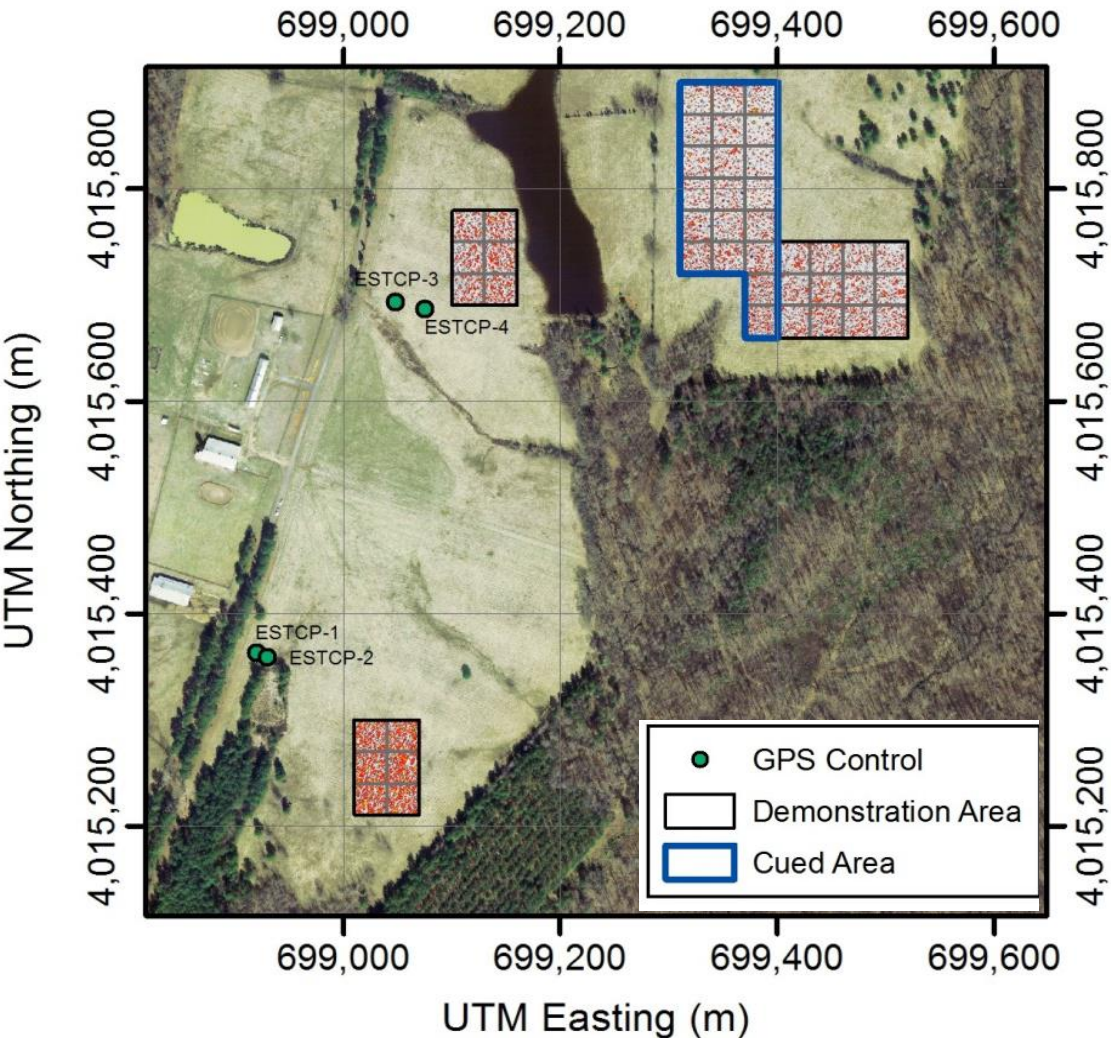 699,000 699,200 699,400 699,600
4,015,800 4,015,800
ESTCP-3
ESTCP-4
4,015,600 4,015,600
UTM Northing (m)
4,015,400 4,015,400
ESTCP-1
ESTCP-2
GPS Control
Demonstration Area
Cued Area
4,015,200 4,015,200
699,000 699,200 699,400 699,600
UTM Easting (m)